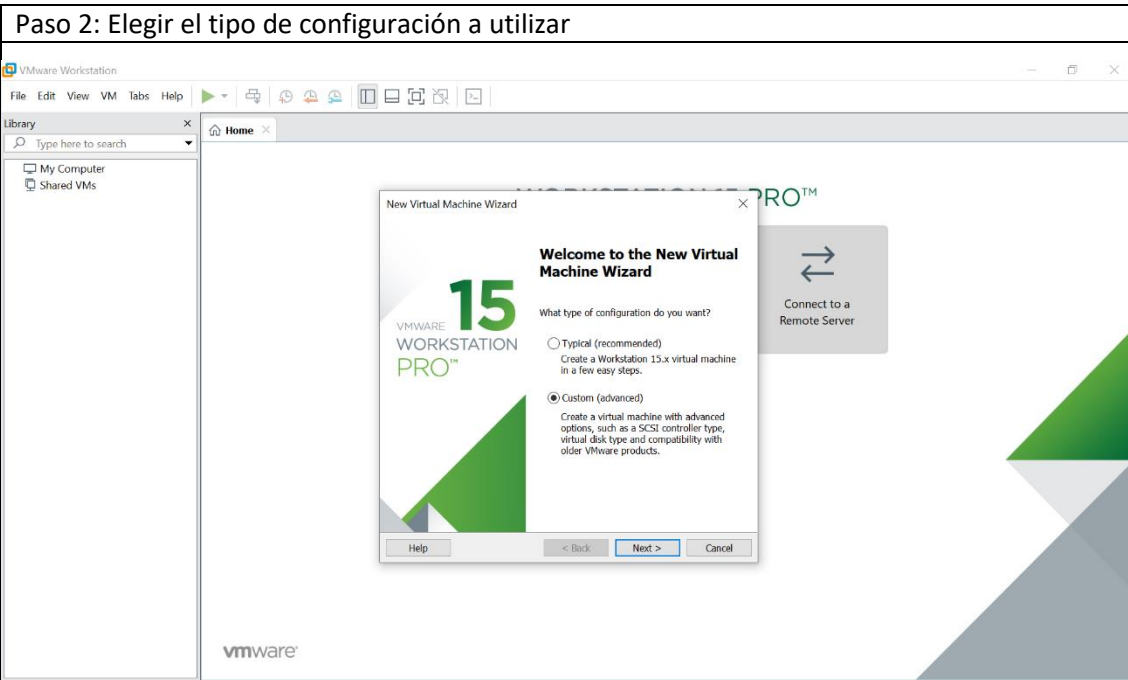 Paso 2: Elegir el tipo de configuración a utilizar
VMware Workstation
File Edit View VM Tabs Help
Library
Type here to search
My Computer
Shared VMs
Home
PRO™
New Virtual Machine Wizard
15
VMWARE
WORKSTATION
PRO™
Welcome to the New Virtual
Machine Wizard
What type of configuration do you want?
Typical (recommended)
Create a Workstation 15.x virtual machine
in a few easy steps.
Custom (advanced)
Create a virtual machine with advanced
options, such as a SCSI controller type,
virtual disk type and compatibility with
older VMware products.
Help < Back Next > Cancel
Connect to a
Remote Server
vmware